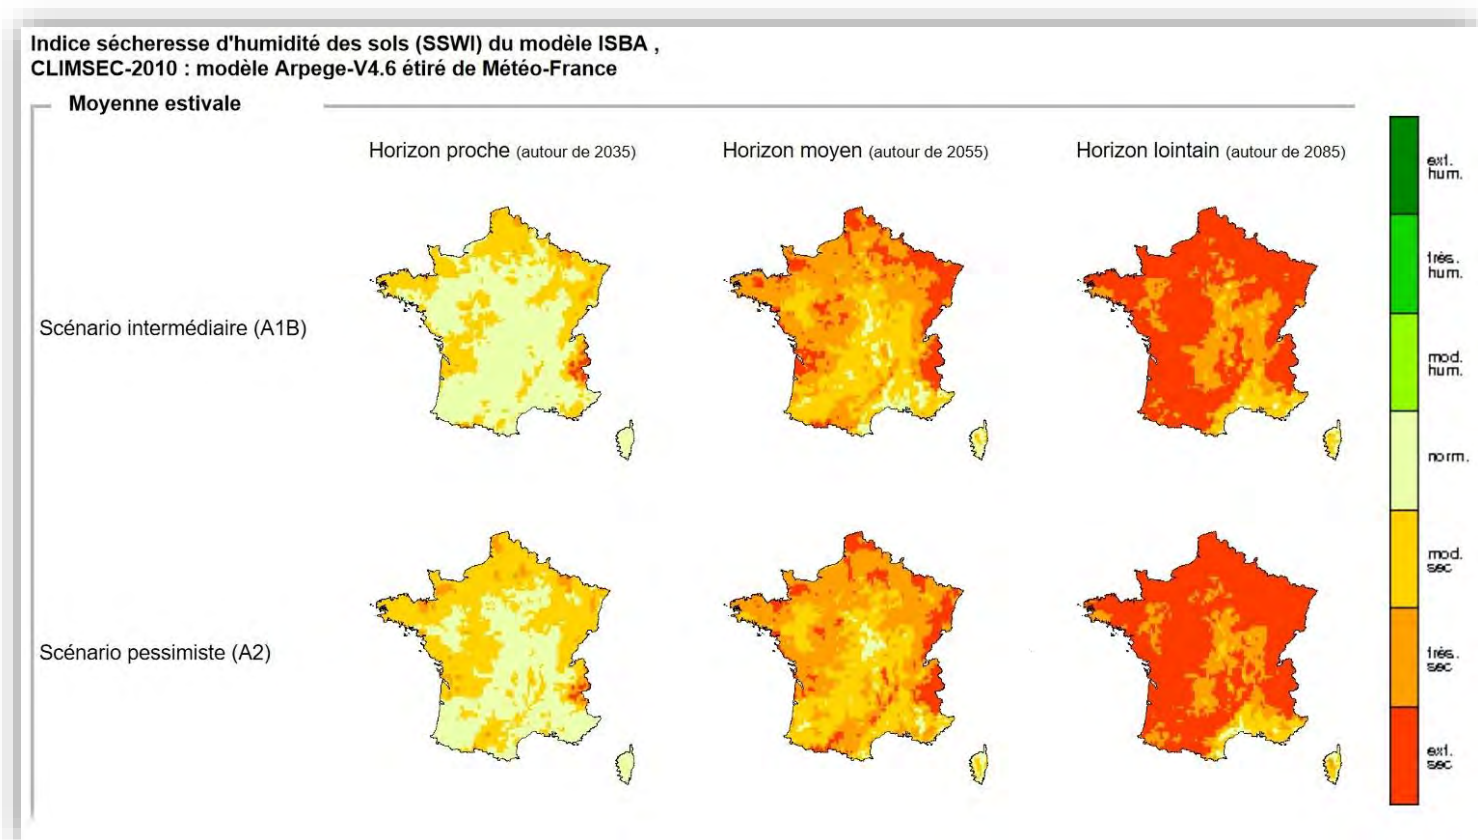 Indice sécheresse d'humidité des sols (SSWI) du modèle ISBA ,
CLIMSEC-2010 : modèle Arpege-V4.6 étiré de Météo-France
Moyenne estivale
Horizon proche (autour de 2035)
Horizon moyen (autour de 2055)
Horizon lointain (autour de 2085)
Scénario intermédiaire (A1B)
Scénario pessimiste (A2)
ext.
hum.
très.
hum.
mod.
hum.
norm.
mod.
sec
très.
sec
ext.
sec